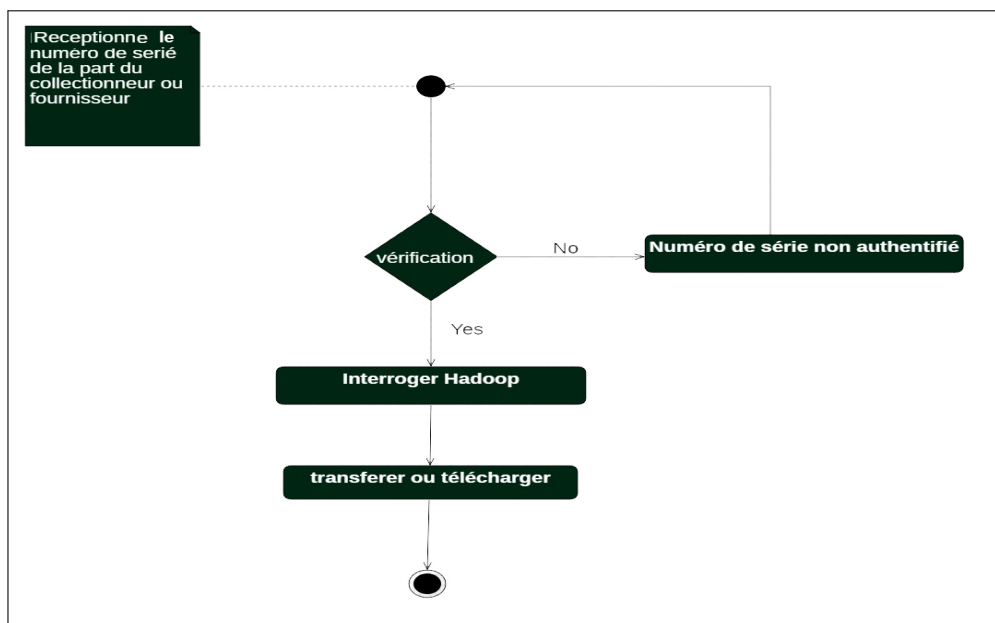 Receptionne le
numéro de serié
de la part du
collectionneur ou
fournisseur
vérification
No
Numéro de série non authentifié
Yes
Interroger Hadoop
transferer ou télécharger